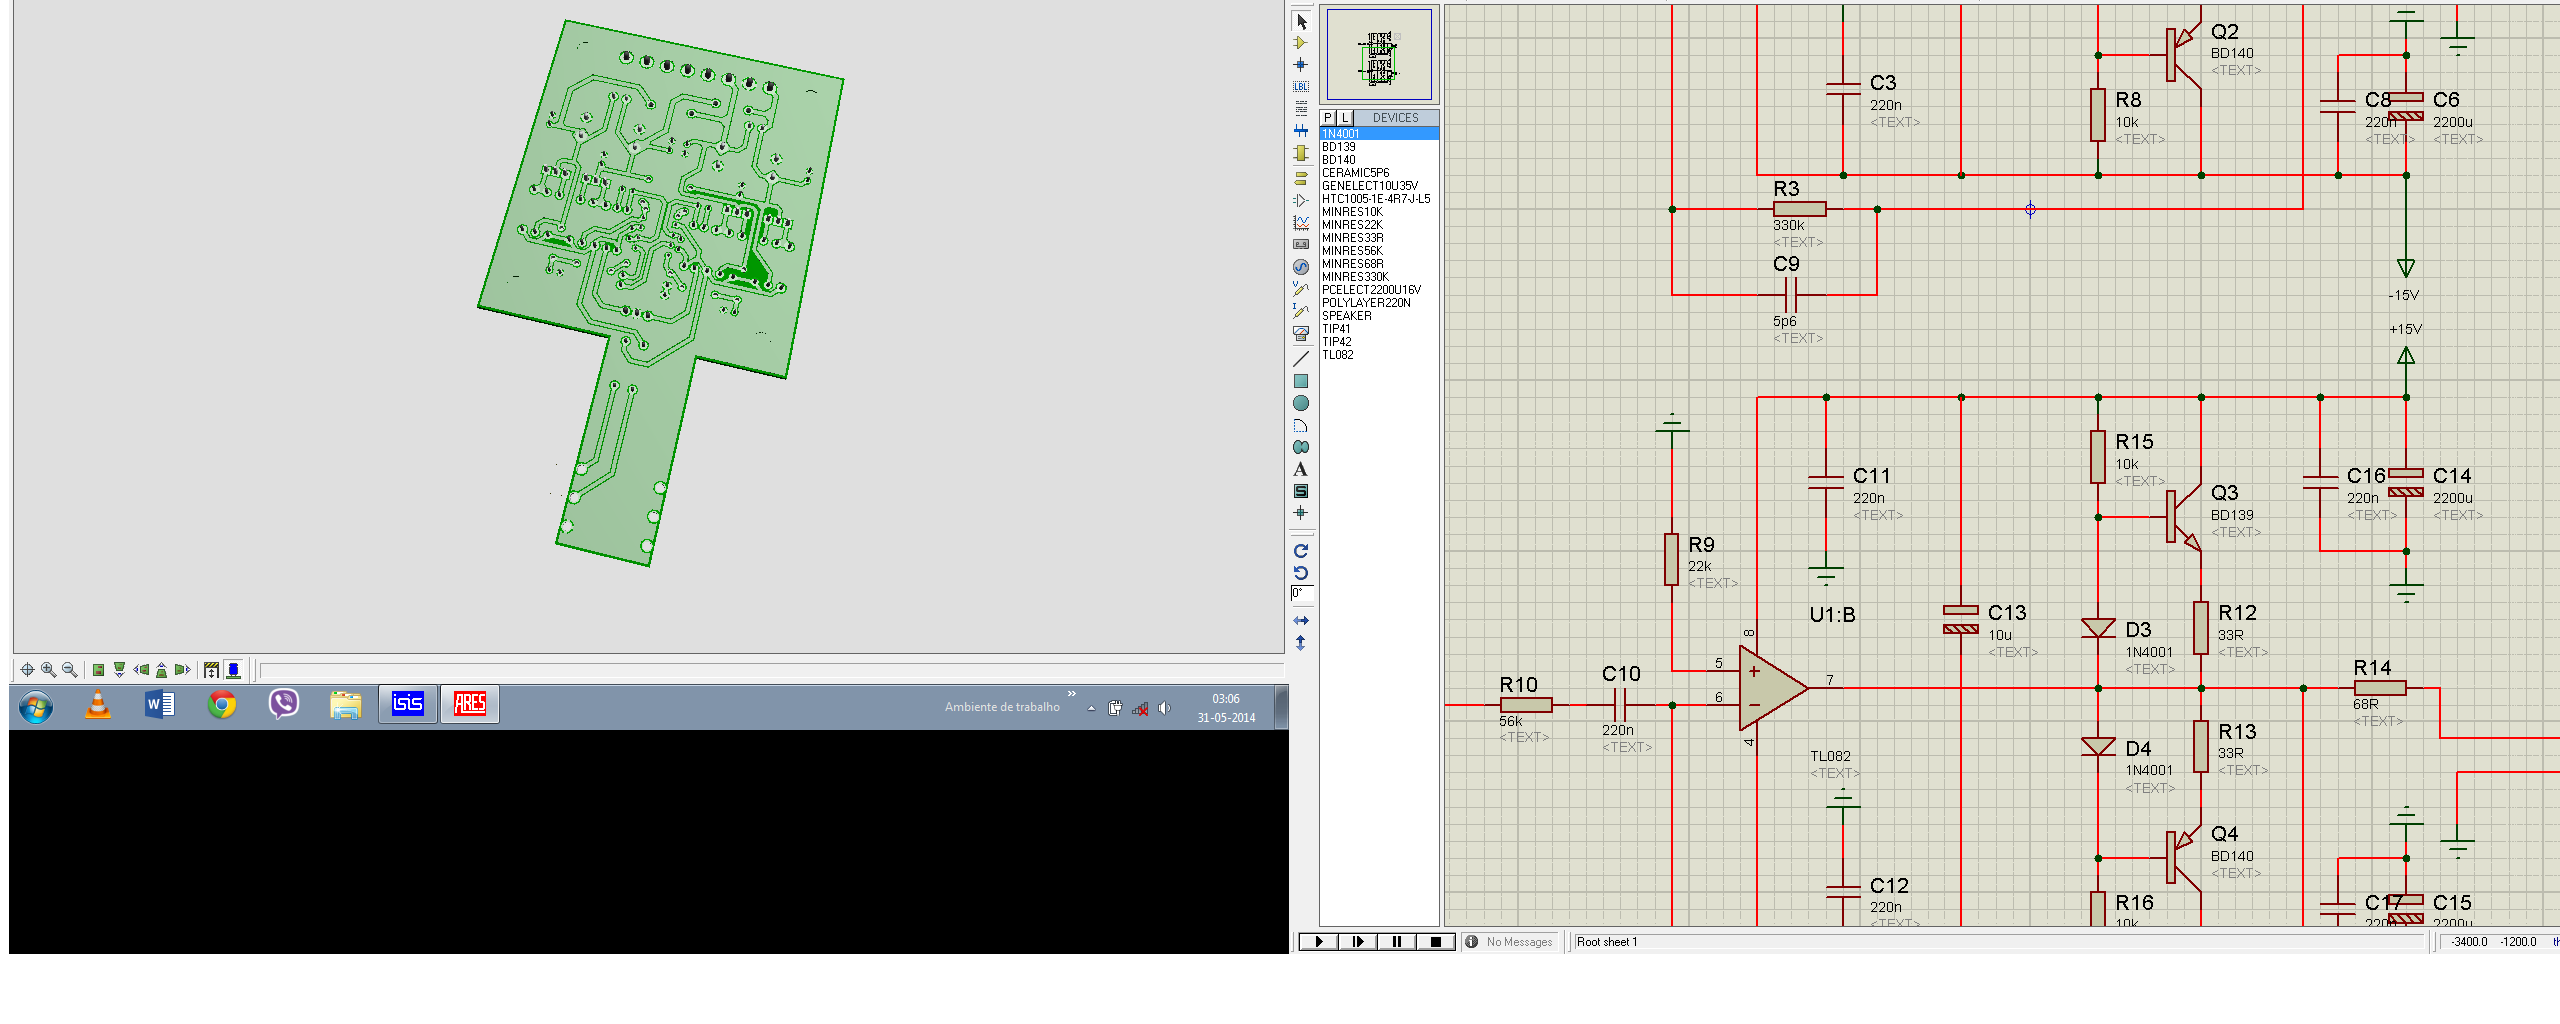 LBL
A
S
0°
isis
ARES
Ambiente de trabalho
»
03:06
31-05-2014
P L DEVICES
1N4001
BD139
BD140
CERAMIC5P6
GENELECT10U35V
HTC1005-1E-4R7-J-L5
MINRES10K
MINRES22K
MINRES33R
MINRES56K
MINRES68R
MINRES330K
PCELECT2200U16V
POLYLAYER220N
SPEAKER
TIP41
TIP42
TL082
Q2
BD140
<TEXT>
C3
220n
<TEXT>
R8
10k
<TEXT>
C8
220n
<TEXT>
C6
2200u
<TEXT>
R3
330k
<TEXT>
C9
5p6
<TEXT>
-15V
+15V
R15
10k
<TEXT>
C11
220n
<TEXT>
Q3
BD139
<TEXT>
C16
220n
<TEXT>
C14
2200u
<TEXT>
R9
22k
<TEXT>
U1:B
8
5
6
7
4
TL082
<TEXT>
C13
10u
<TEXT>
D3
1N4001
<TEXT>
R12
33R
<TEXT>
R10
56k
<TEXT>
C10
220n
<TEXT>
R14
68R
<TEXT>
D4
1N4001
<TEXT>
R13
33R
<TEXT>
Q4
BD140
<TEXT>
C12
220n
<TEXT>
R16
10k
C17
220n
C15
2200u
No Messages
Root sheet 1
-3400.0 -1200.0 th